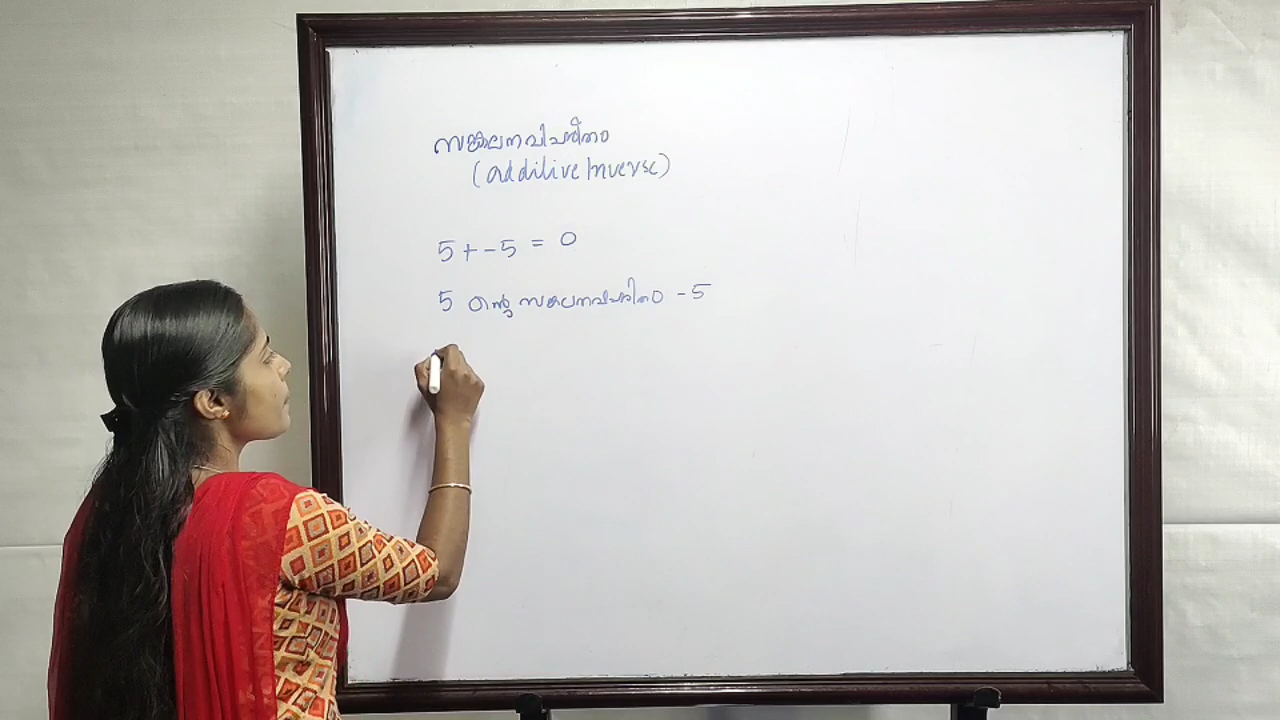 സങ്കലനവിപരീതം
(additive Inverse)
5 + -5 = 0
5 ന്റെ സങ്കലനവിപരീതം -5